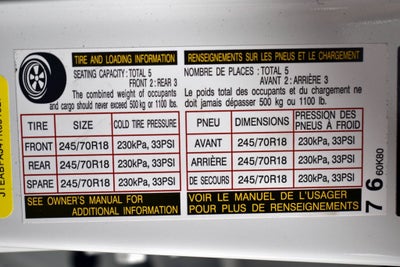 TIRE AND LOADING INFORMATION
SEATING CAPACITY: TOTAL 5
FRONT 2 : REAR 3
The combined weight of occupants
and cargo should never exceed 500 kg or 1100 lb.
TIRE SIZE COLD TIRE PRESSURE
FRONT 245/70R18 230kPa, 33PSI
REAR 245/70R18 230kPa, 33PSI
SPARE 245/70R18 230kPa, 33PSI
SEE OWNER'S MANUAL FOR
ADDITIONAL INFORMATION
RENSEIGNEMENTS SUR LES PNEUS ET LE CHARGEMENT
NOMBRE DE PLACES : TOTAL 5
AVANT 2 : ARRIÈRE 3
Le poids total des occupants et du chargement ne
doit jamais dépasser 500 kg ou 1100 lb.
PNEU DIMENSIONS PRESSION DES
PNEUS À FROID
AVANT 245/70R18 230kPa, 33PSI
ARRIÈRE 245/70R18 230kPa, 33PSI
DE SECOURS 245/70R18 230kPa, 33PSI
VOIR LE MANUEL DE L'USAGER
POUR PLUS DE RENSEIGNEMENTS
7 6 60K80